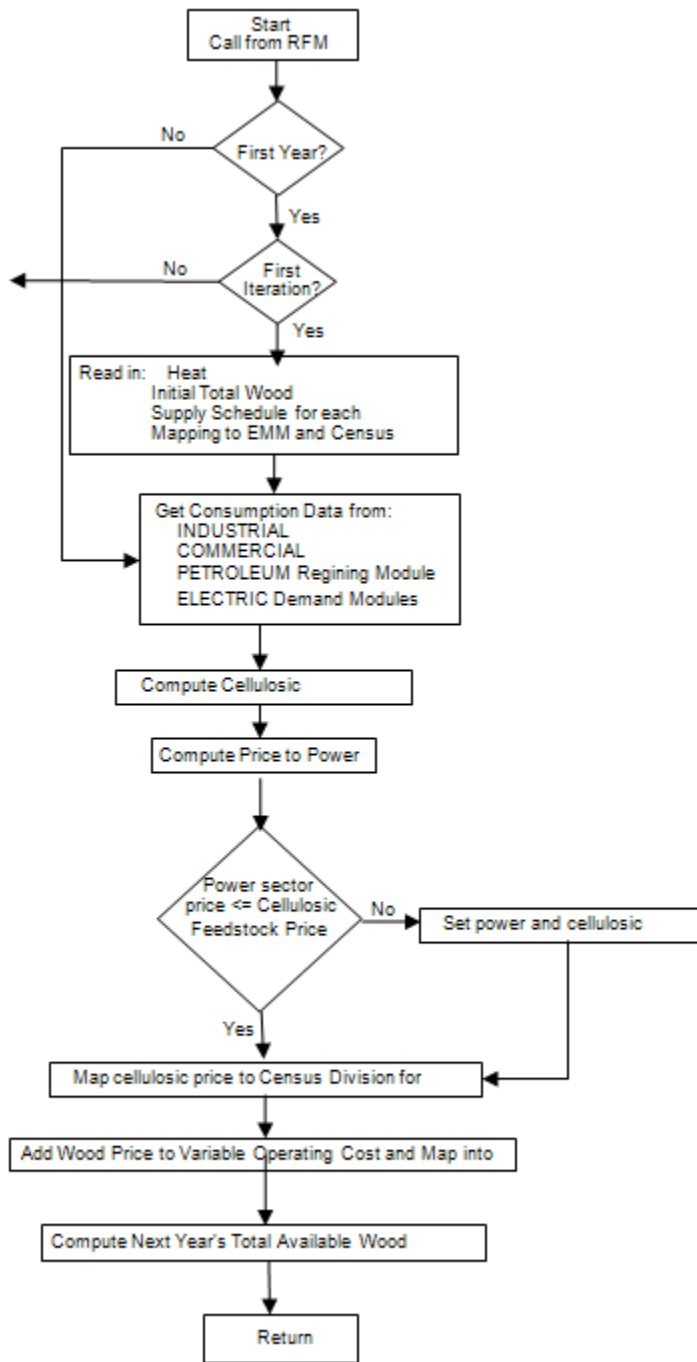 Start
Call from RFM
No
First Year?
Yes
No
First
Iteration?
Yes
Read in: Heat
Initial Total Wood
Supply Schedule for each
Mapping to EMM and Census
Get Consumption Data from:
INDUSTRIAL
COMMERCIAL
PETROLEUM Regining Module
ELECTRIC Demand Modules
Compute Cellulosic
Compute Price to Power
Power sector
price <= Cellulosic
Feedstock Price
No
Set power and cellulosic
Yes
Map cellulosic price to Census Division for
Add Wood Price to Variable Operating Cost and Map into
Compute Next Year's Total Available Wood
Return